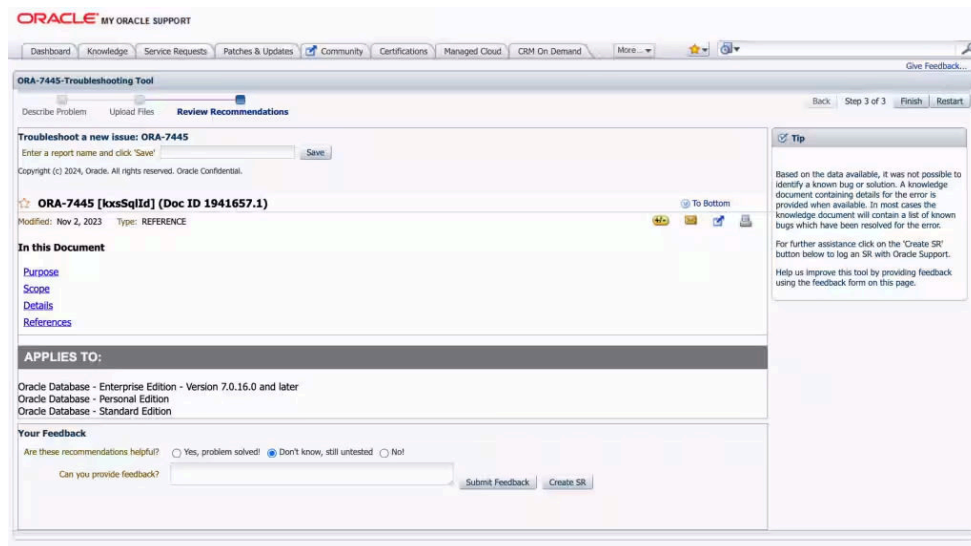 ORACLE® MY ORACLE SUPPORT
Dashboard Knowledge Service Requests Patches & Updates Community Certifications Managed Cloud CRM On Demand More...
Give Feedback...
ORA-7445-Troubleshooting Tool
Describe Problem Upload Files Review Recommendations
Back Step 3 of 3 Finish Restart
Troubleshoot a new issue: ORA-7445
Enter a report name and click 'Save' Save
Copyright (c) 2024, Oracle. All rights reserved. Oracle Confidential.
ORA-7445 [kxsSqlId] (Doc ID 1941657.1) To Bottom
Modified: Nov 2, 2023 Type: REFERENCE
In this Document
Purpose
Scope
Details
References
APPLIES TO:
Oracle Database - Enterprise Edition - Version 7.0.16.0 and later
Oracle Database - Personal Edition
Oracle Database - Standard Edition
Your Feedback
Are these recommendations helpful? Yes, problem solved! Don't know, still untested No!
Can you provide feedback?
Submit Feedback Create SR
Tip
Based on the data available, it was not possible to
identify a known bug or solution. A knowledge
document containing details for the error is
provided when available. In most cases the
knowledge document will contain a list of known
bugs which have been resolved for the error.
For further assistance click on the 'Create SR'
button below to log an SR with Oracle Support.
Help us improve this tool by providing feedback
using the feedback form on this page.